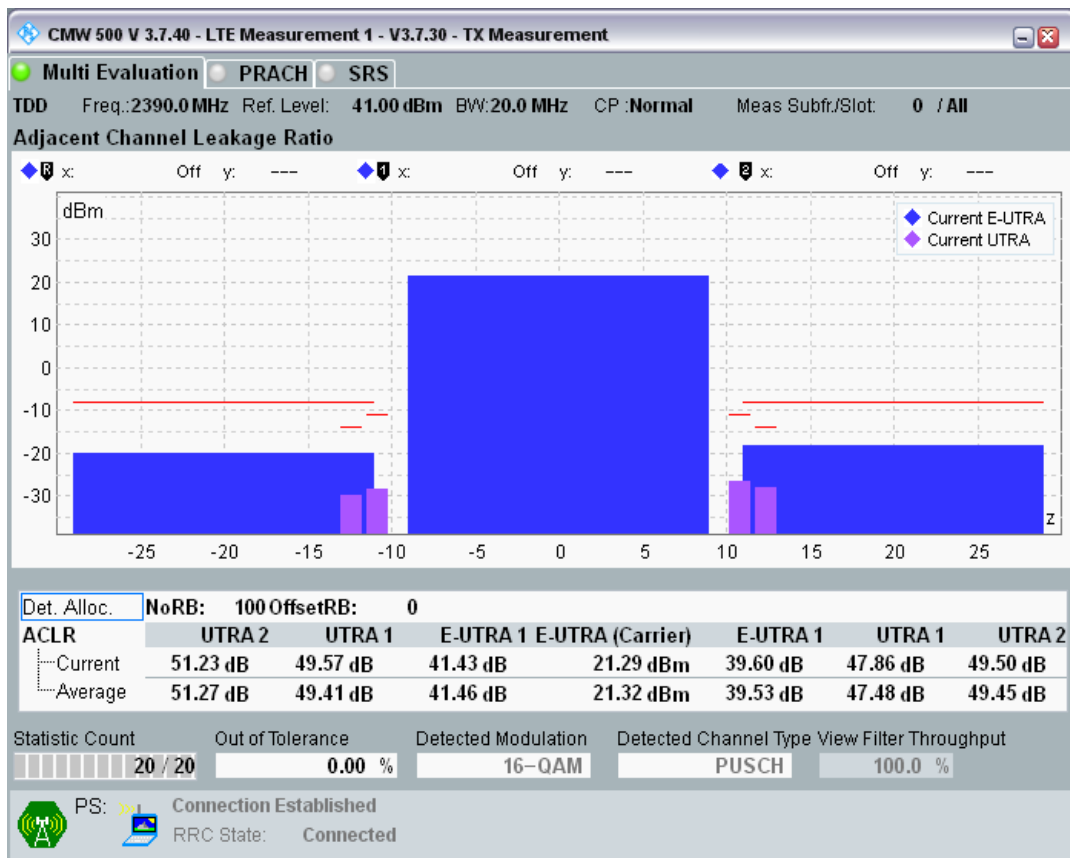 CMW 500 V 3.7.40 - LTE Measurement 1 - V3.7.30 - TX Measurement
Multi Evaluation PRACH SRS
TDD Freq.:2390.0 MHz Ref. Level: 41.00 dBm BW:20.0 MHz CP :Normal Meas Subfr./Slot: 0 / All
Adjacent Channel Leakage Ratio
R x: Off y: --- 1 x: Off y: --- 2 x: Off y: ---
dBm
Current E-UTRA
Current UTRA
30
20
10
0
-10
-20
-30
z
-25 -20 -15 -10 -5 0 5 10 15 20 25
Det. Alloc. NoRB: 100 OffsetRB: 0
ACLR UTRA 2 UTRA 1 E-UTRA 1 E-UTRA (Carrier) E-UTRA 1 UTRA 1 UTRA 2
Current 51.23 dB 49.57 dB 41.43 dB 21.29 dBm 39.60 dB 47.86 dB 49.50 dB
Average 51.27 dB 49.41 dB 41.46 dB 21.32 dBm 39.53 dB 47.48 dB 49.45 dB
Statistic Count Out of Tolerance Detected Modulation Detected Channel Type View Filter Throughput
20 / 20 0.00 % 16-QAM PUSCH 100.0 %
PS: Connection Established
RRC State: Connected